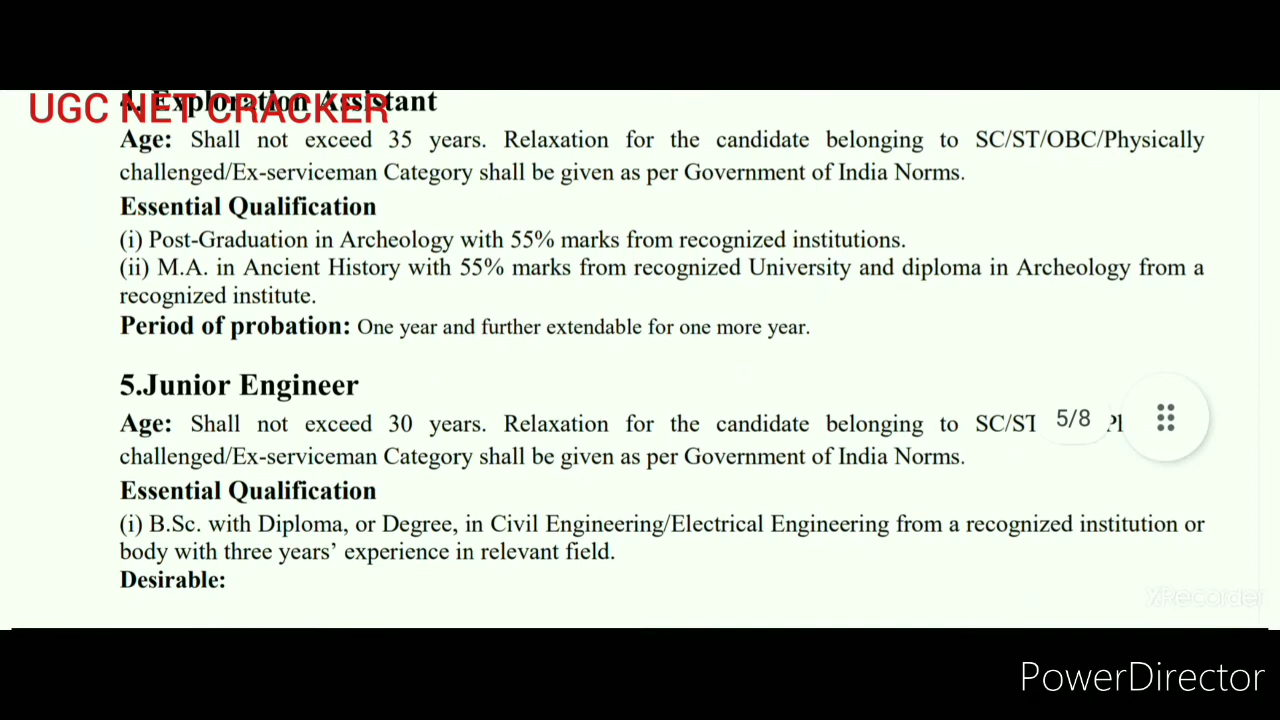 UGC NET CRACKER
4. Exploration Assistant
Age: Shall not exceed 35 years. Relaxation for the candidate belonging to SC/ST/OBC/Physically
challenged/Ex-serviceman Category shall be given as per Government of India Norms.
Essential Qualification
(i) Post-Graduation in Archeology with 55% marks from recognized institutions.
(ii) M.A. in Ancient History with 55% marks from recognized University and diploma in Archeology from a
recognized institute.
Period of probation: One year and further extendable for one more year.
5.Junior Engineer
Age: Shall not exceed 30 years. Relaxation for the candidate belonging to SC/ST
5/8
challenged/Ex-serviceman Category shall be given as per Government of India Norms.
Essential Qualification
(i) B.Sc. with Diploma, or Degree, in Civil Engineering/Electrical Engineering from a recognized institution or
body with three years’ experience in relevant field.
Desirable:
XRecorder
PowerDirector